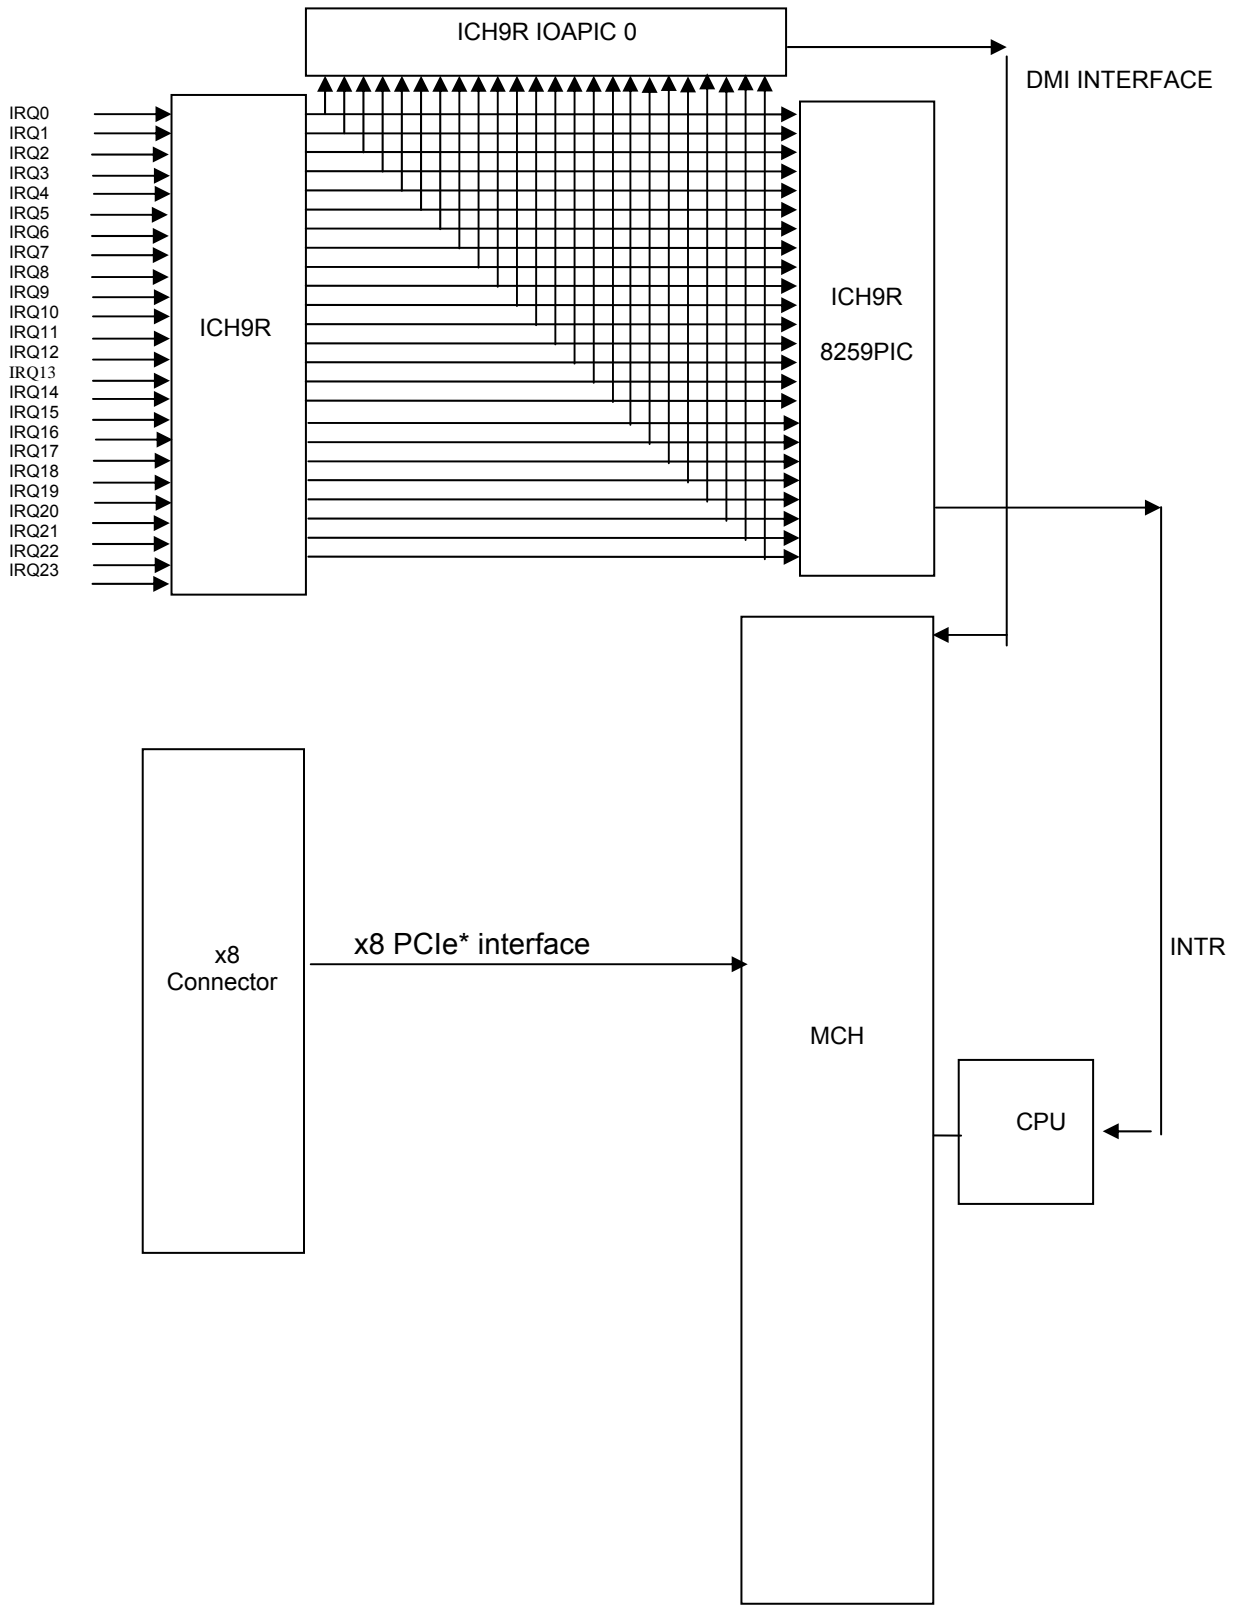 ICH9R IOAPIC 0
DMI INTERFACE
IRQ0
IRQ1
IRQ2
IRQ3
IRQ4
IRQ5
IRQ6
IRQ7
IRQ8
IRQ9
IRQ10
IRQ11
IRQ12
IRQ13
IRQ14
IRQ15
IRQ16
IRQ17
IRQ18
IRQ19
IRQ20
IRQ21
IRQ22
IRQ23
ICH9R
ICH9R
8259PIC
x8
Connector
x8 PCIe* interface
MCH
CPU
INTR